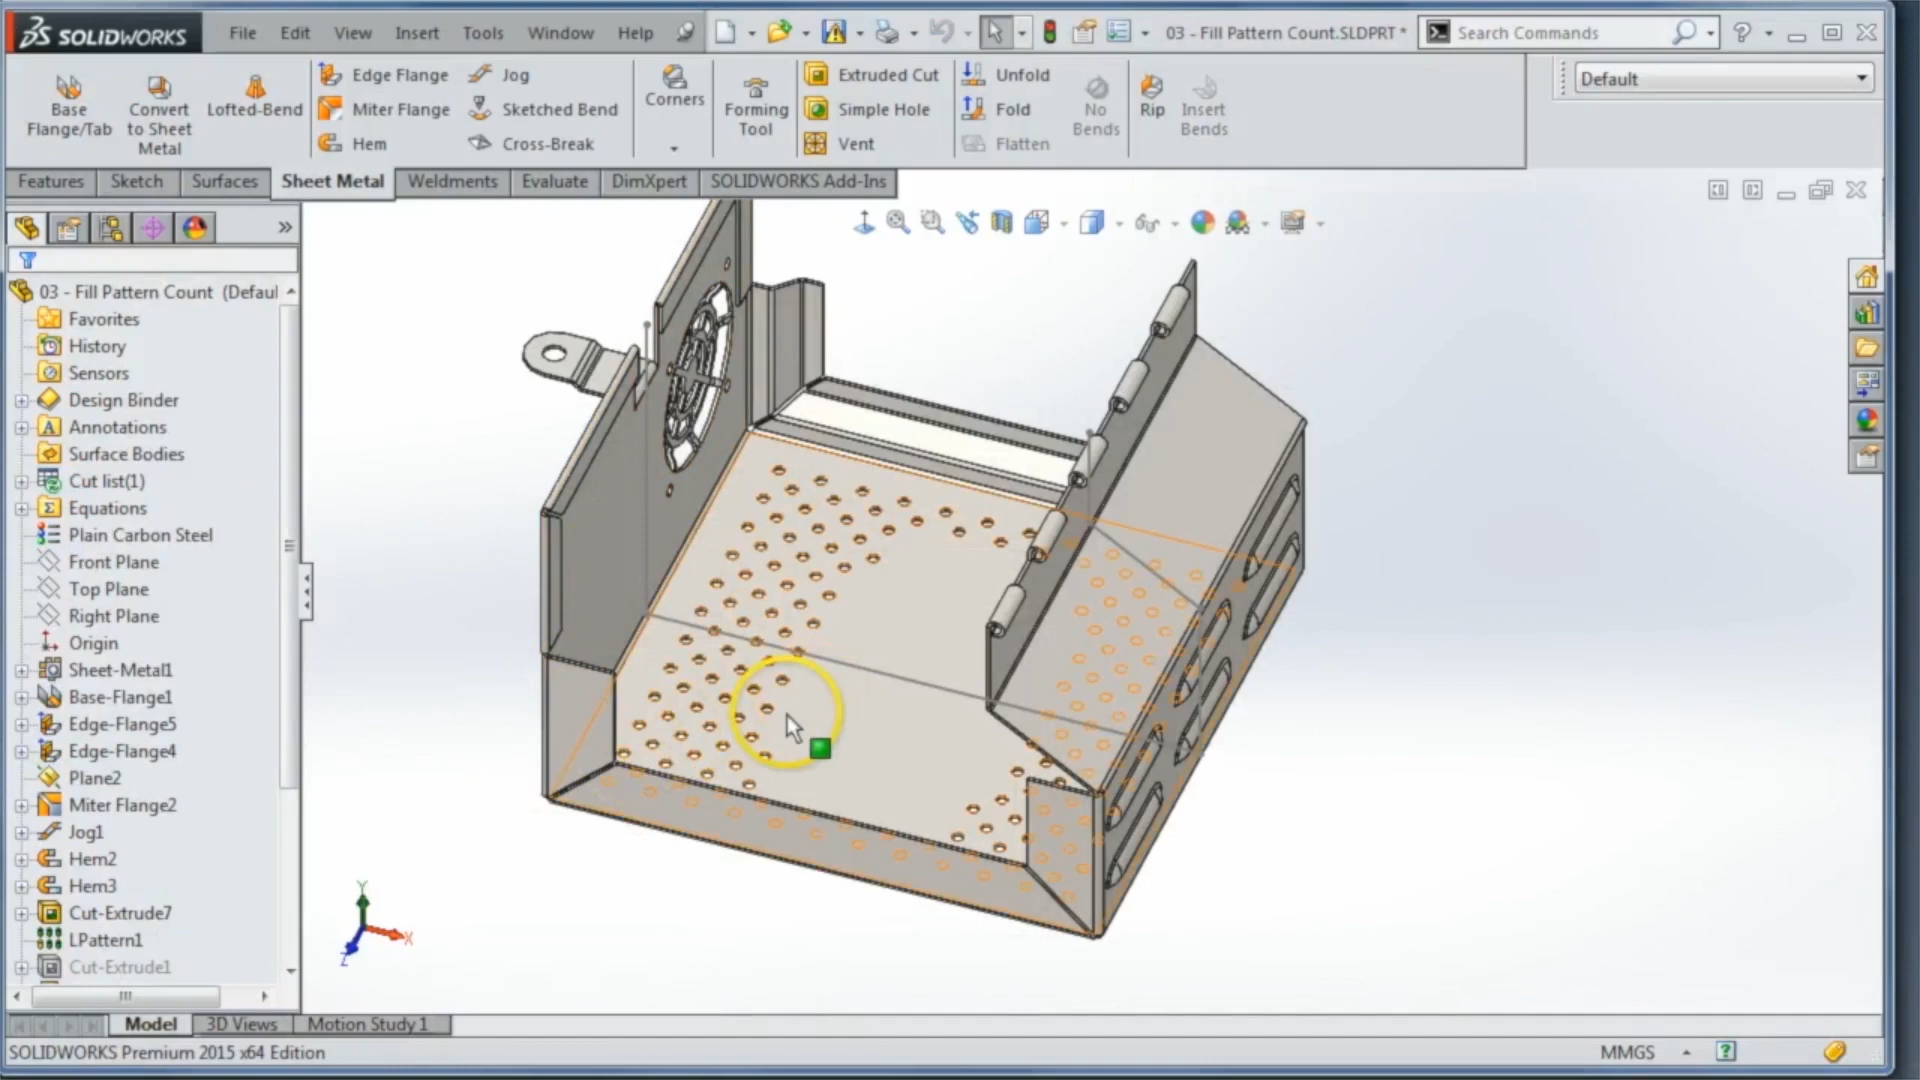 SOLIDWORKS File Edit View Insert Tools Window Help 03 - Fill Pattern Count.SLDPRT * Search Commands
Base Flange/Tab
Convert to Sheet Metal
Lofted-Bend
Edge Flange
Miter Flange
Hem
Jog
Sketched Bend
Cross-Break
Corners
Forming Tool
Extruded Cut
Simple Hole
Vent
Unfold
Fold
Flatten
No Bends
Rip
Insert Bends
Default
Features Sketch Surfaces Sheet Metal Weldments Evaluate DimXpert SOLIDWORKS Add-Ins
03 - Fill Pattern Count (Defaul
Favorites
History
Sensors
Design Binder
Annotations
Surface Bodies
Cut list(1)
Equations
Plain Carbon Steel
Front Plane
Top Plane
Right Plane
Origin
Sheet-Metal1
Base-Flange1
Edge-Flange5
Edge-Flange4
Plane2
Miter Flange2
Jog1
Hem2
Hem3
Cut-Extrude7
LPattern1
Cut-Extrude1
Y
X
Z
Model 3D Views Motion Study 1
SOLIDWORKS Premium 2015 x64 Edition MMGS